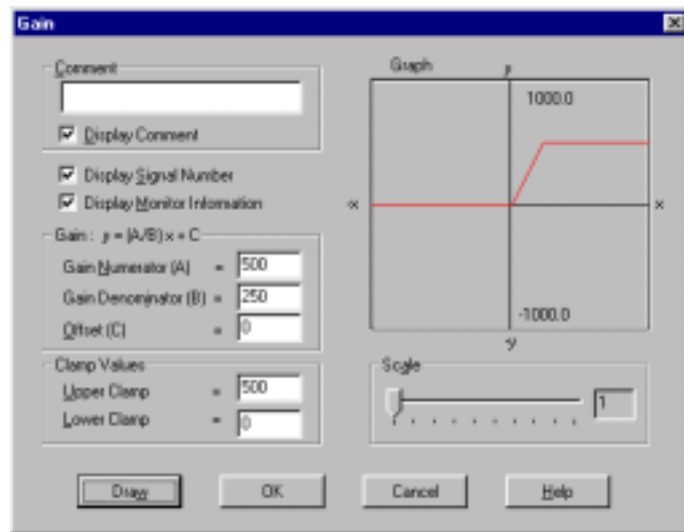 Gain
Comment
Display Comment
Display Signal Number
Display Monitor Information
Gain : y = (A/B) x + C
Gain Numerator (A) = 500
Gain Denominator (B) = 250
Offset (C) = 0
Clamp Values
Upper Clamp = 500
Lower Clamp = 0
Graph
y
1000.0
-x
x
-1000.0
-y
Scale
1
Draw
OK
Cancel
Help